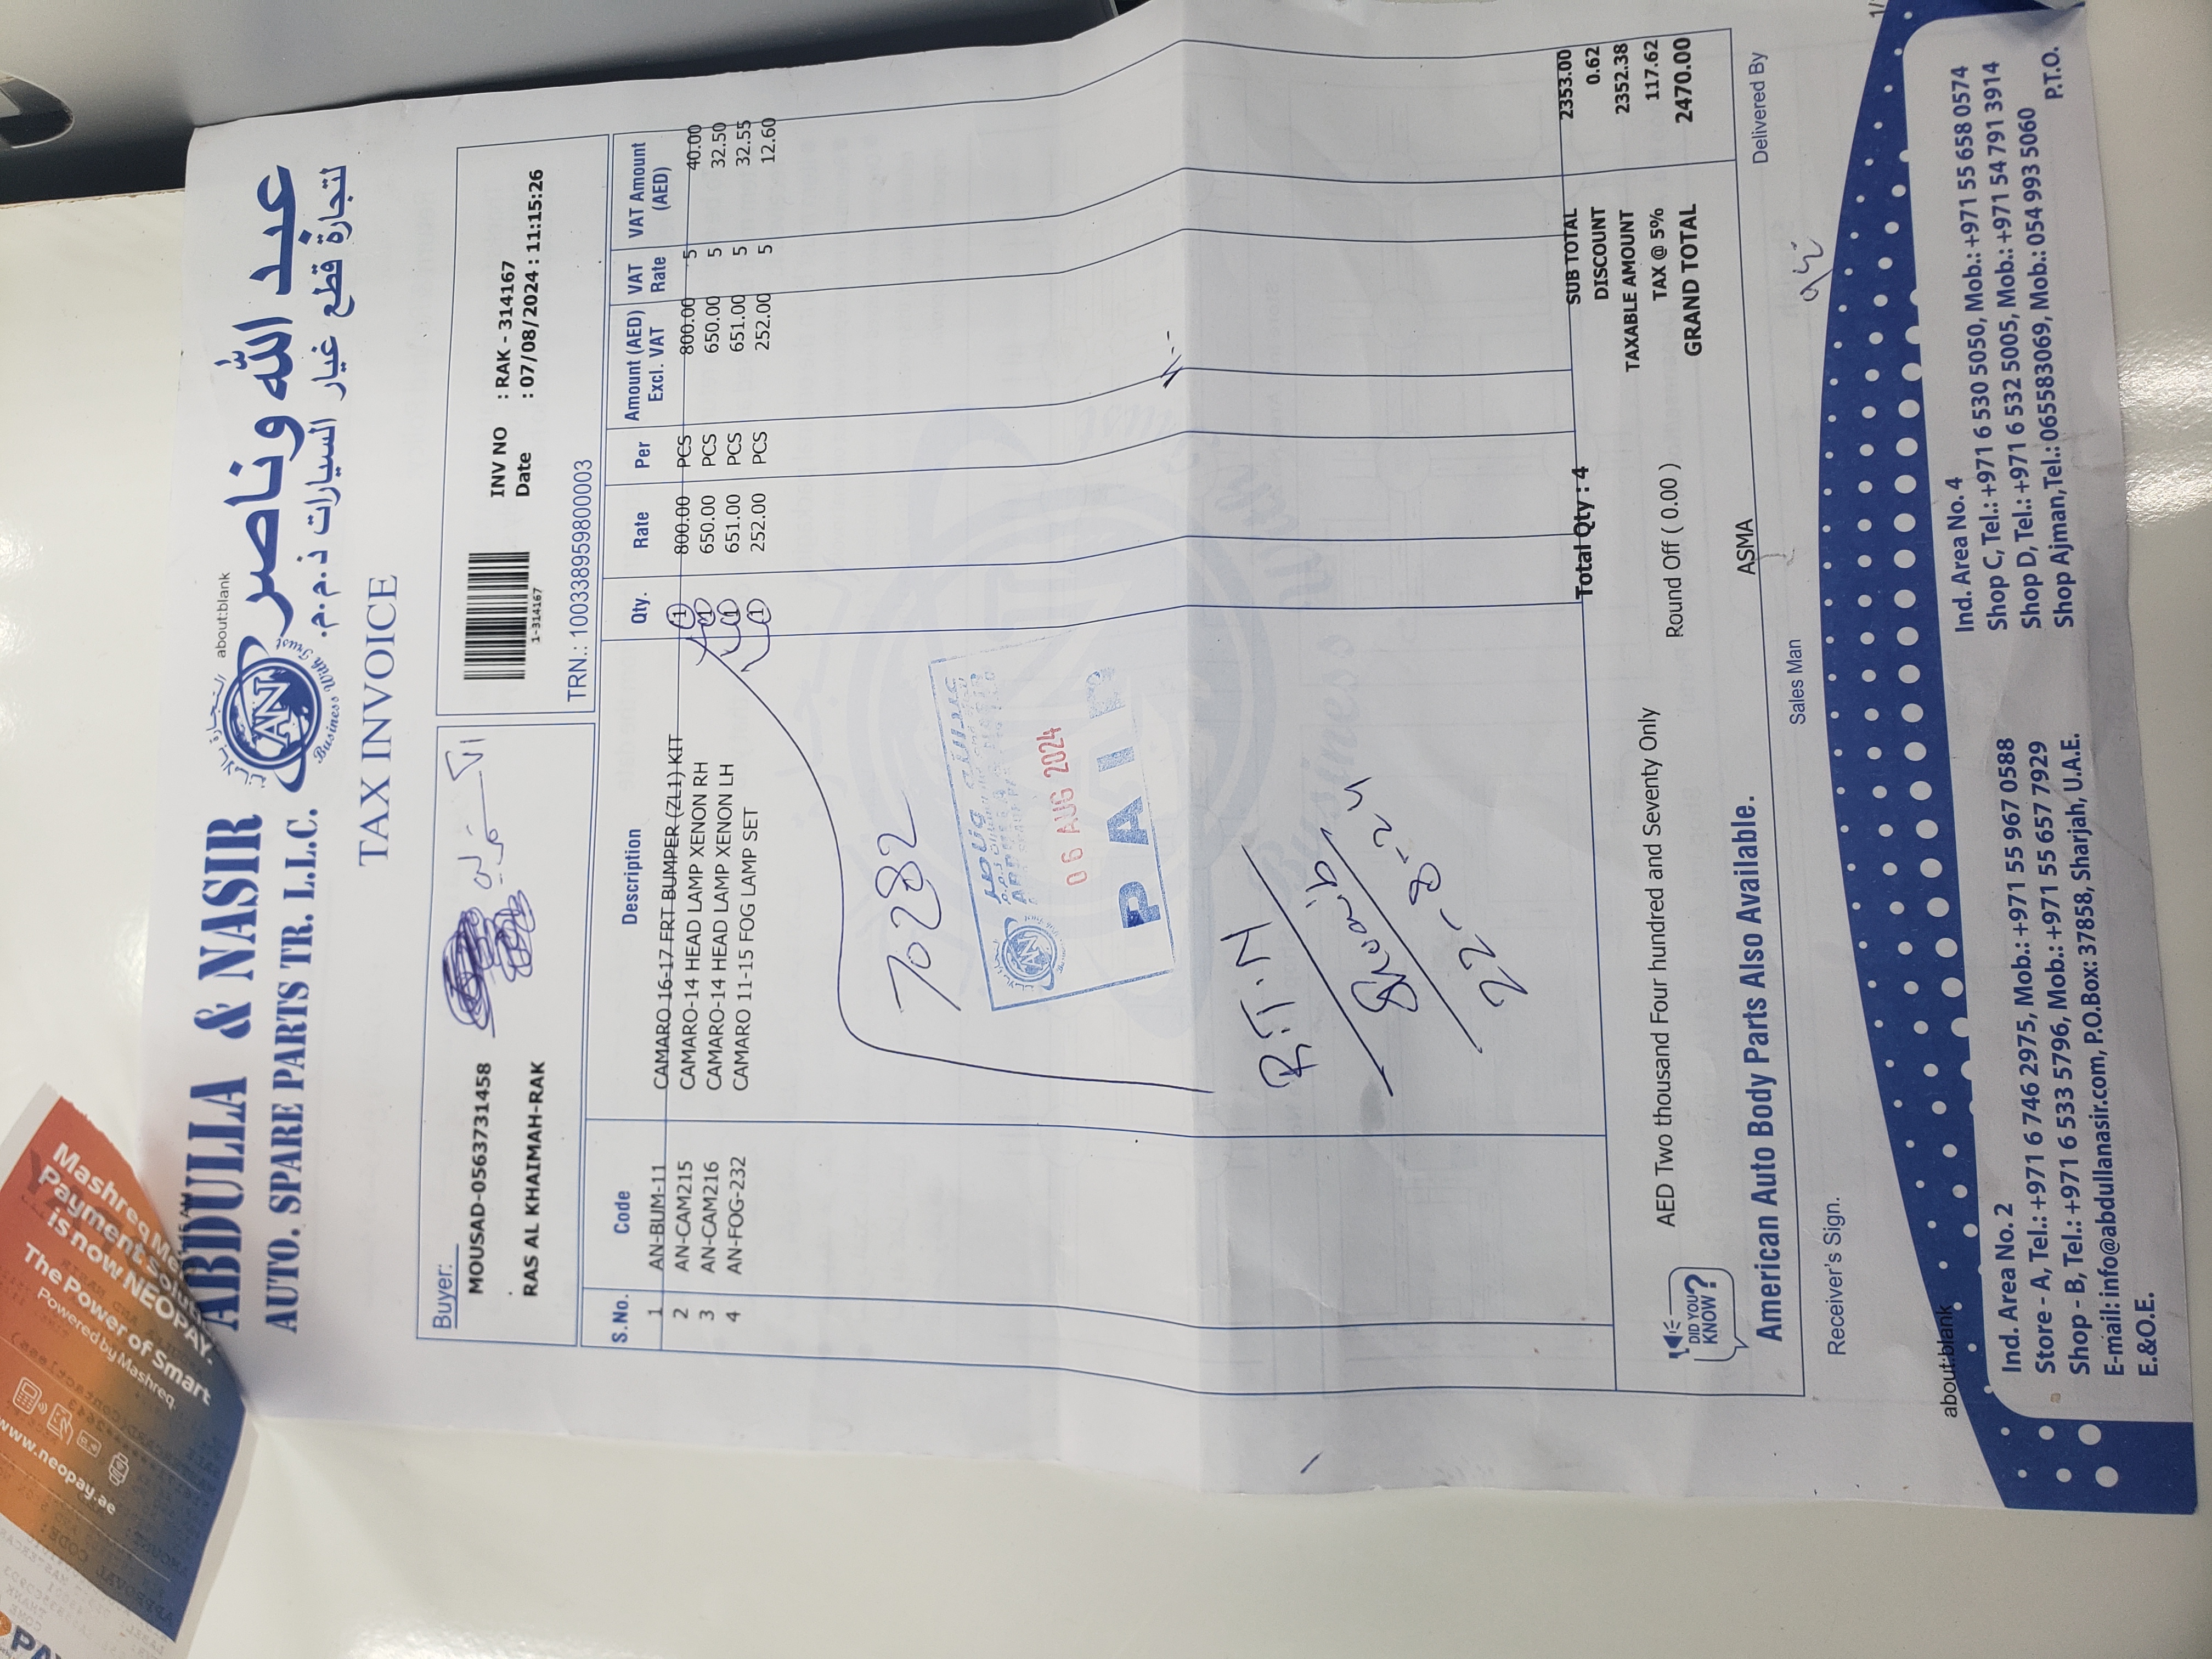 about:blank
ABDULLA & NASIR
عبد الله وناصر
AUTO. SPARE PARTS TR. L.L.C.
لتجارة قطع غيار السيارات ذ.م.م.
AN
Business With Trust
TAX INVOICE
Buyer:
MOUSAD-0563731458
RAS AL KHAIMAH-RAK
INV NO : RAK - 314167
Date : 07/08/2024 : 11:15:26
1-314167
TRN.: 100338959800003
S.No. Code Description Qty. Rate Per Amount (AED) Excl. VAT VAT Rate VAT Amount (AED)
1 AN-BUM-11 CAMARO 16-17 FRT BUMPER (ZL1) KIT 1 800.00 PCS 800.00 5 40.00
2 AN-CAM215 CAMARO-14 HEAD LAMP XENON RH 1 650.00 PCS 650.00 5 32.50
3 AN-CAM216 CAMARO-14 HEAD LAMP XENON LH 1 651.00 PCS 651.00 5 32.55
4 AN-FOG-232 CAMARO 11-15 FOG LAMP SET 1 252.00 PCS 252.00 5 12.60
70282
06 AUG 2024
PAID
R.T.N
Shoaib
22-8-24
Total Qty : 4
SUB TOTAL 2353.00
DISCOUNT 0.62
TAXABLE AMOUNT 2352.38
TAX @ 5% 117.62
GRAND TOTAL 2470.00
AED Two thousand Four hundred and Seventy Only
Round Off ( 0.00 )
DID YOU KNOW?
American Auto Body Parts Also Available.
ASMA
Receiver's Sign.
Sales Man
Delivered By
about:blank
Ind. Area No. 2
Store - A, Tel.: +971 6 746 2975, Mob.: +971 55 967 0588
Shop - B, Tel.: +971 6 533 5796, Mob.: +971 55 657 7929
E-mail: info@abdullanasir.com, P.O.Box: 37858, Sharjah, U.A.E.
E.&O.E.
Ind. Area No. 4
Shop C, Tel.: +971 6 530 5050, Mob.: +971 55 658 0574
Shop D, Tel.: +971 6 532 5005, Mob.: +971 54 791 3914
Shop Ajman, Tel.: 065583069, Mob.: 054 993 5060
P.T.O.
Payment
is now NEOPAY.
The Power of Smart
Powered by Mashreq
www.neopay.ae